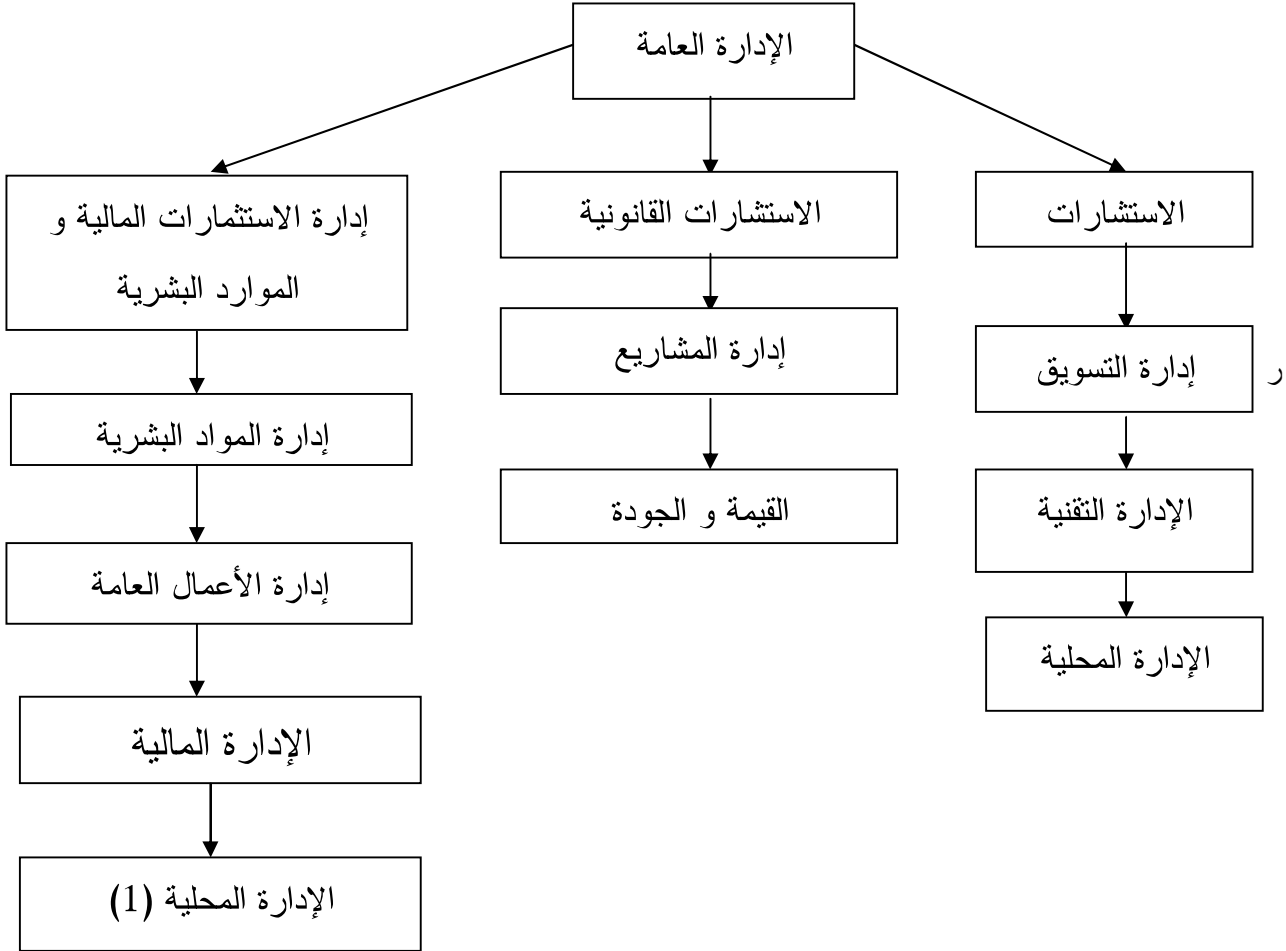 الإدارة العامة
الاستشارات
الاستشارات القانونية
إدارة الاستثمارات المالية و
الموارد البشرية
إدارة التسويق
ر
إدارة المشاريع
إدارة المواد البشرية
الإدارة التقنية
القيمة و الجودة
إدارة الأعمال العامة
الإدارة المحلية
الإدارة المالية
الإدارة المحلية (1)